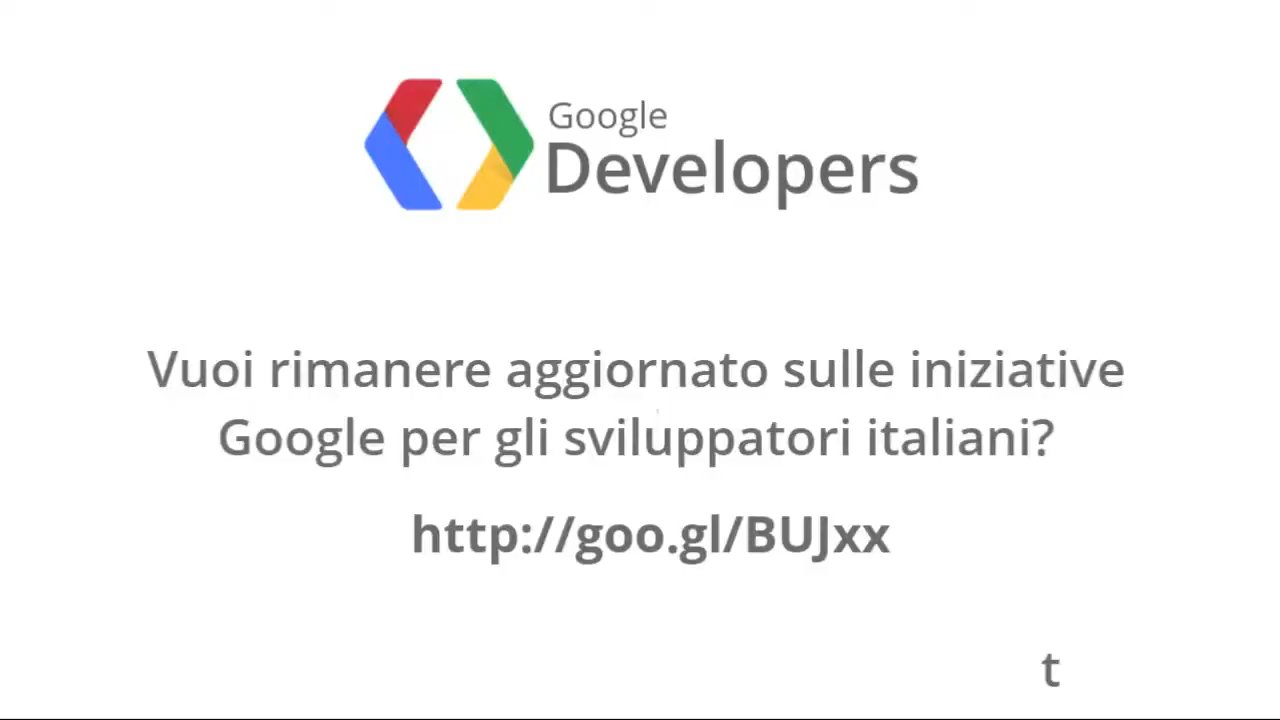 Google
Developers
Vuoi rimanere aggiornato sulle iniziative
Google per gli sviluppatori italiani?
http://goo.gl/BUJxx
t